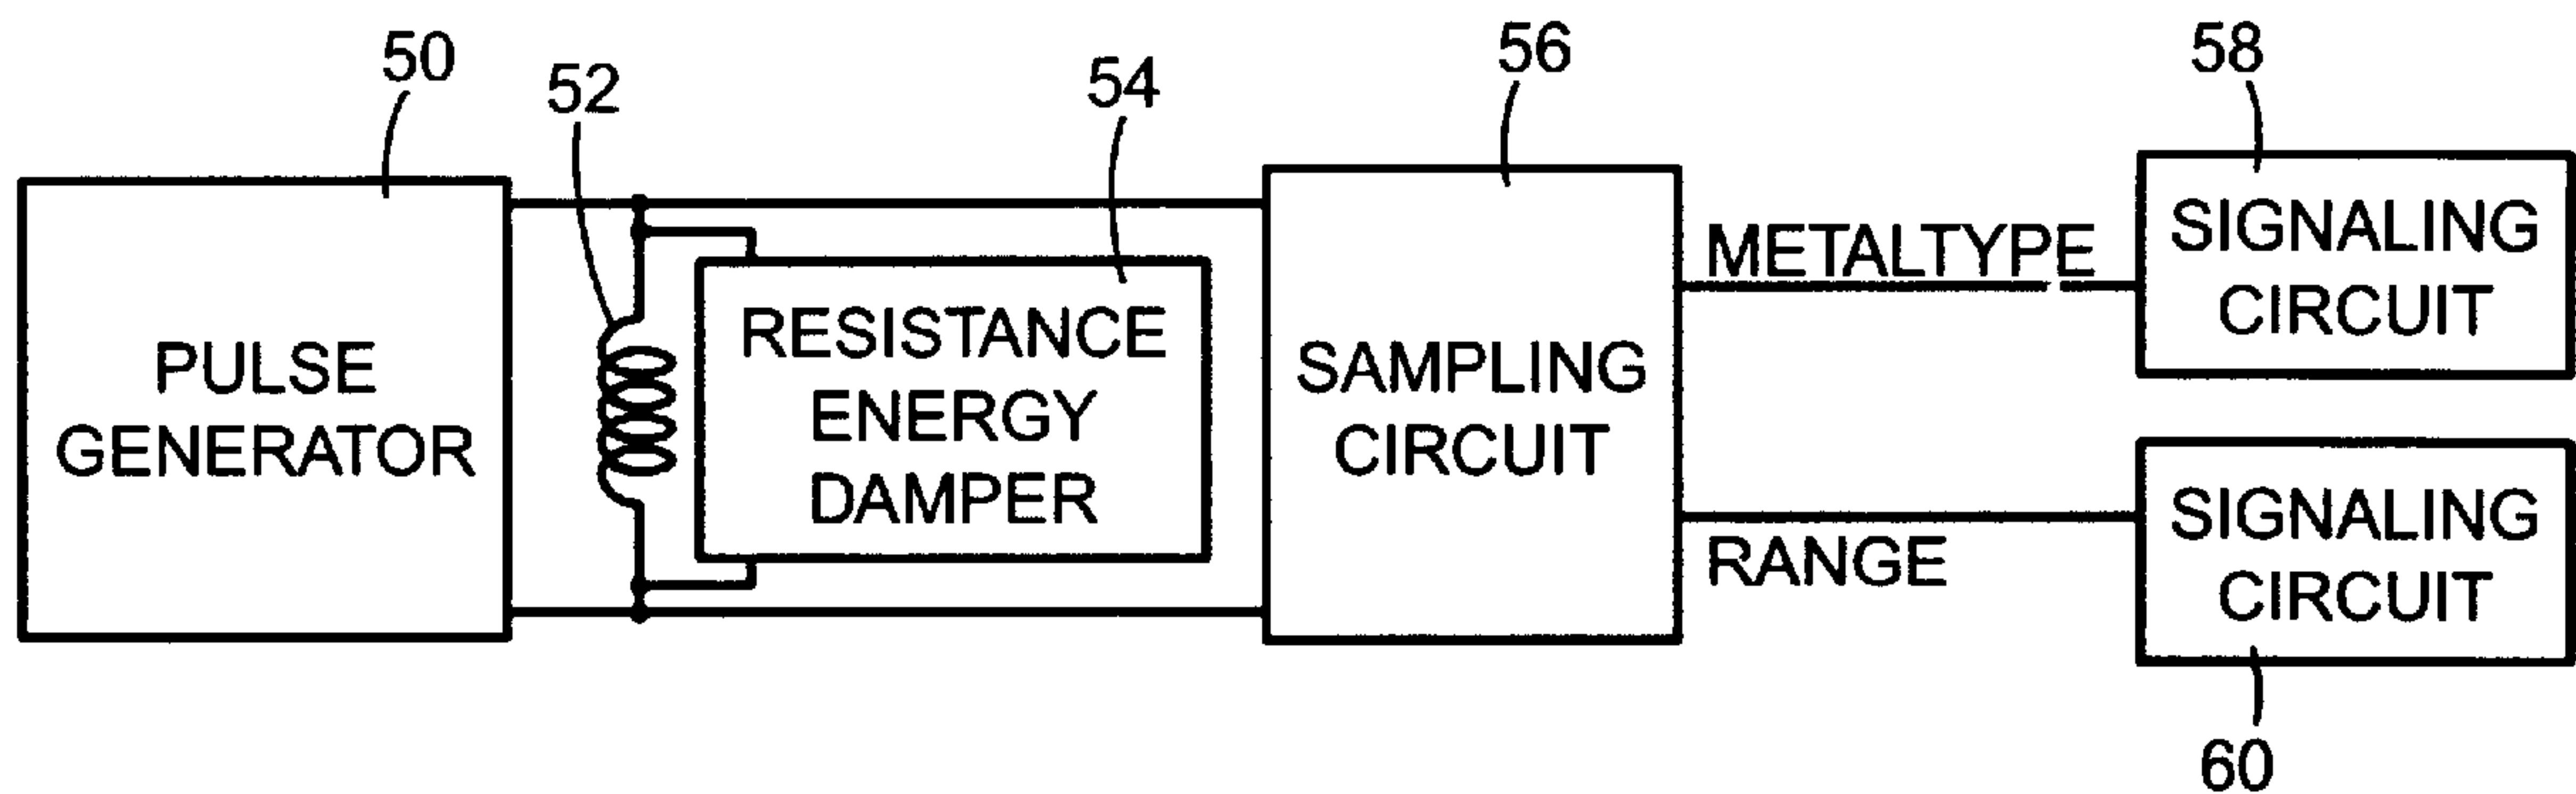 50
52
54
56
58
PULSE
GENERATOR
RESISTANCE
ENERGY
DAMPER
SAMPLING
CIRCUIT
METALTYPE
RANGE
SIGNALING
CIRCUIT
SIGNALING
CIRCUIT
60